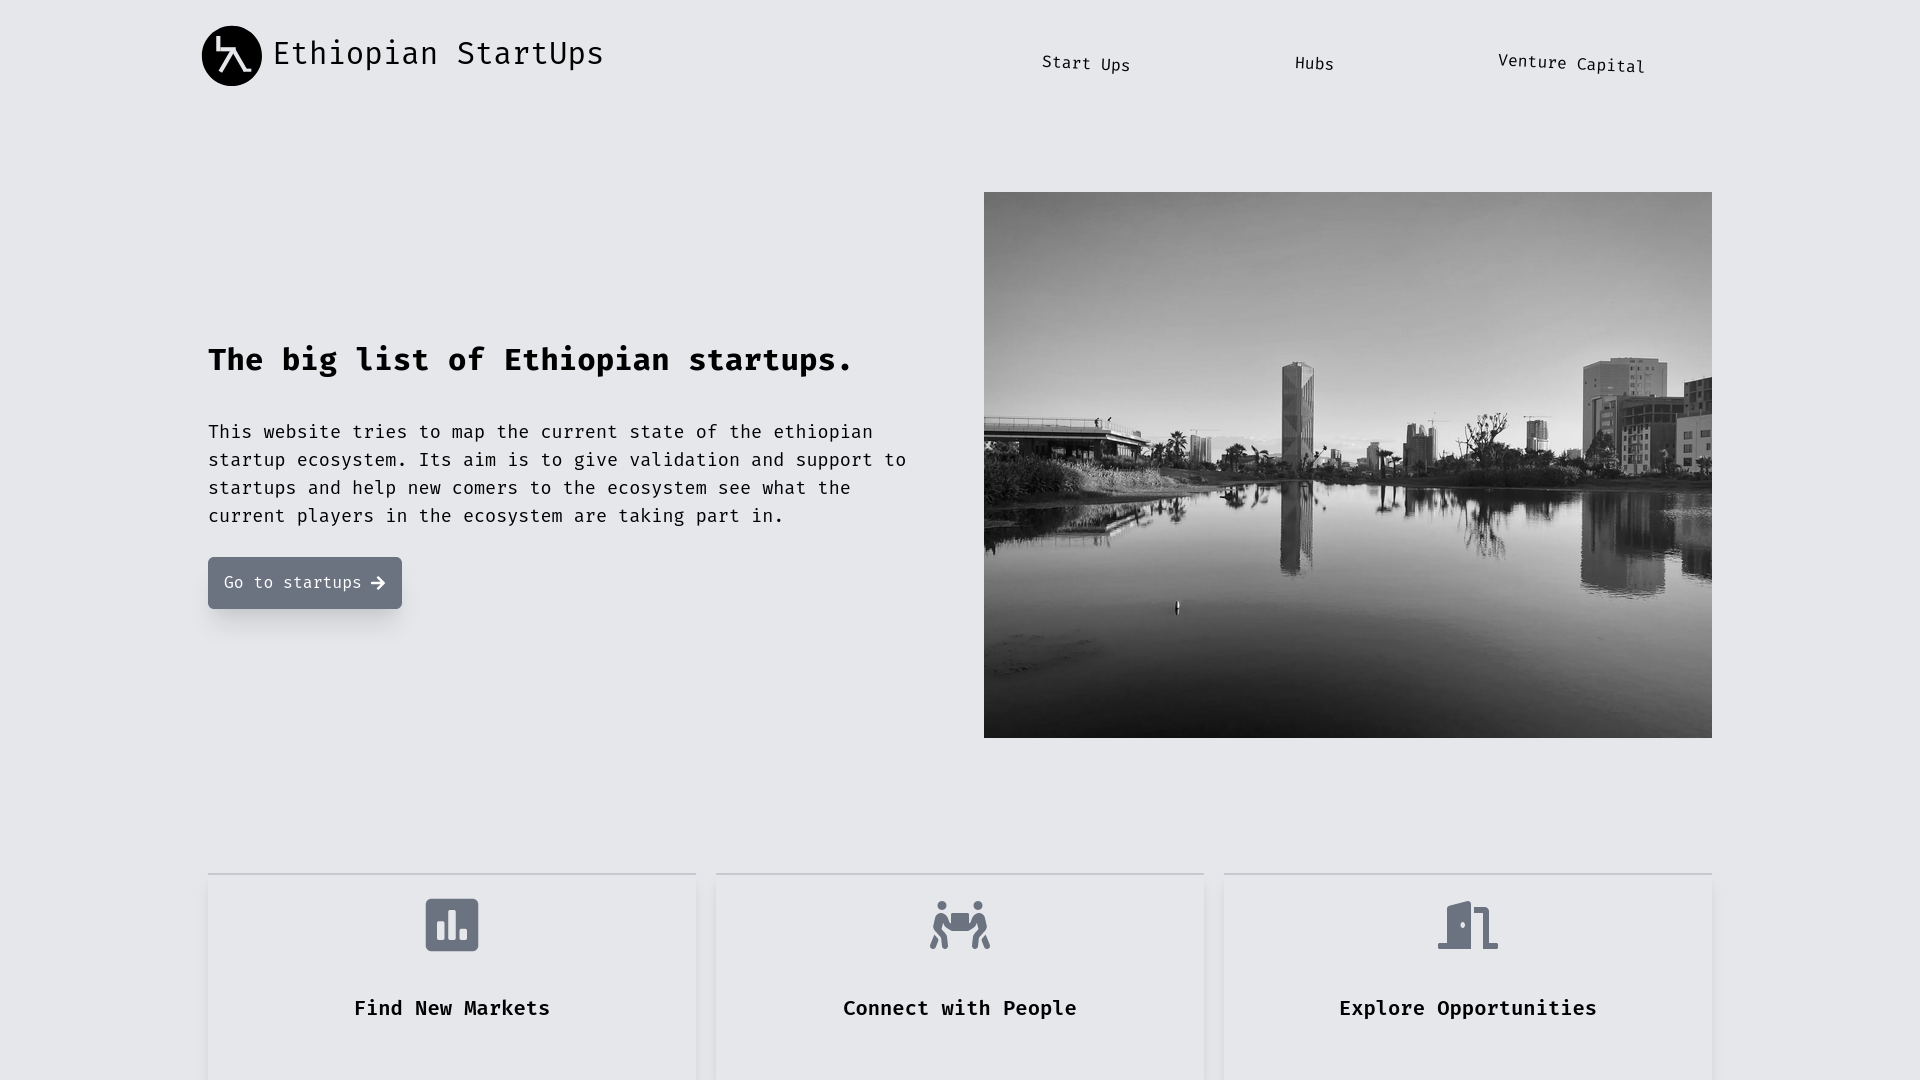 Ethiopian StartUps
Start Ups
Hubs
Venture Capital
The big list of Ethiopian startups.
This website tries to map the current state of the ethiopian
startup ecosystem. Its aim is to give validation and support to
startups and help new comers to the ecosystem see what the
current players in the ecosystem are taking part in.
Go to startups
Find New Markets
Connect with People
Explore Opportunities